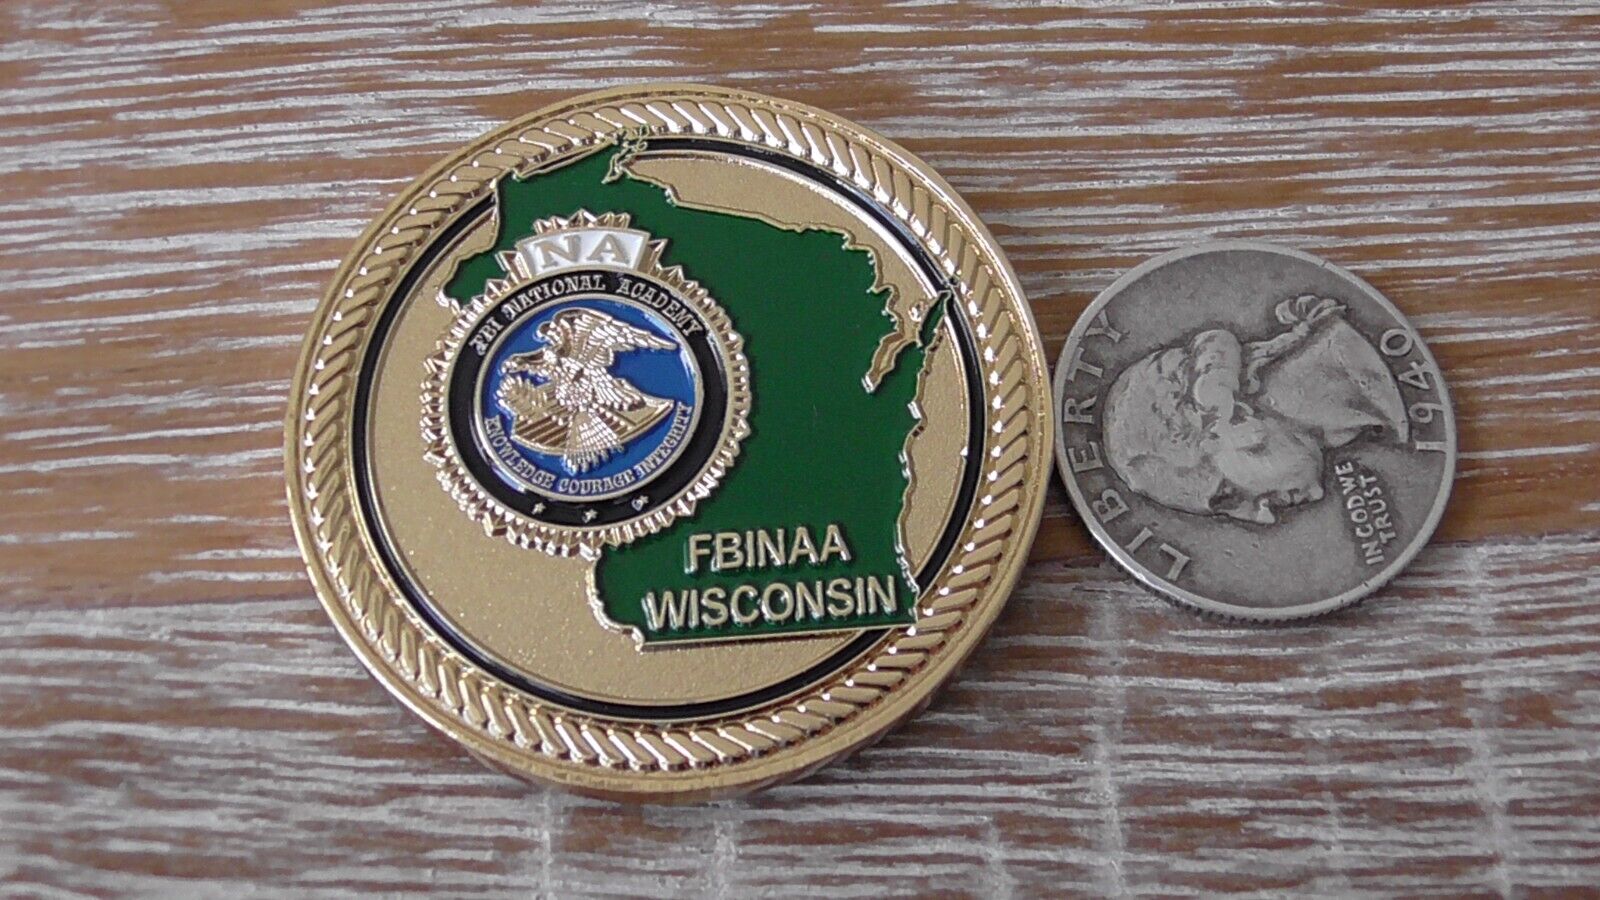 NA
FBI NATIONAL ACADEMY
KNOWLEDGE COURAGE INTEGRITY
FBINAA
WISCONSIN
LIBERTY
IN GOD WE
TRUST
1940